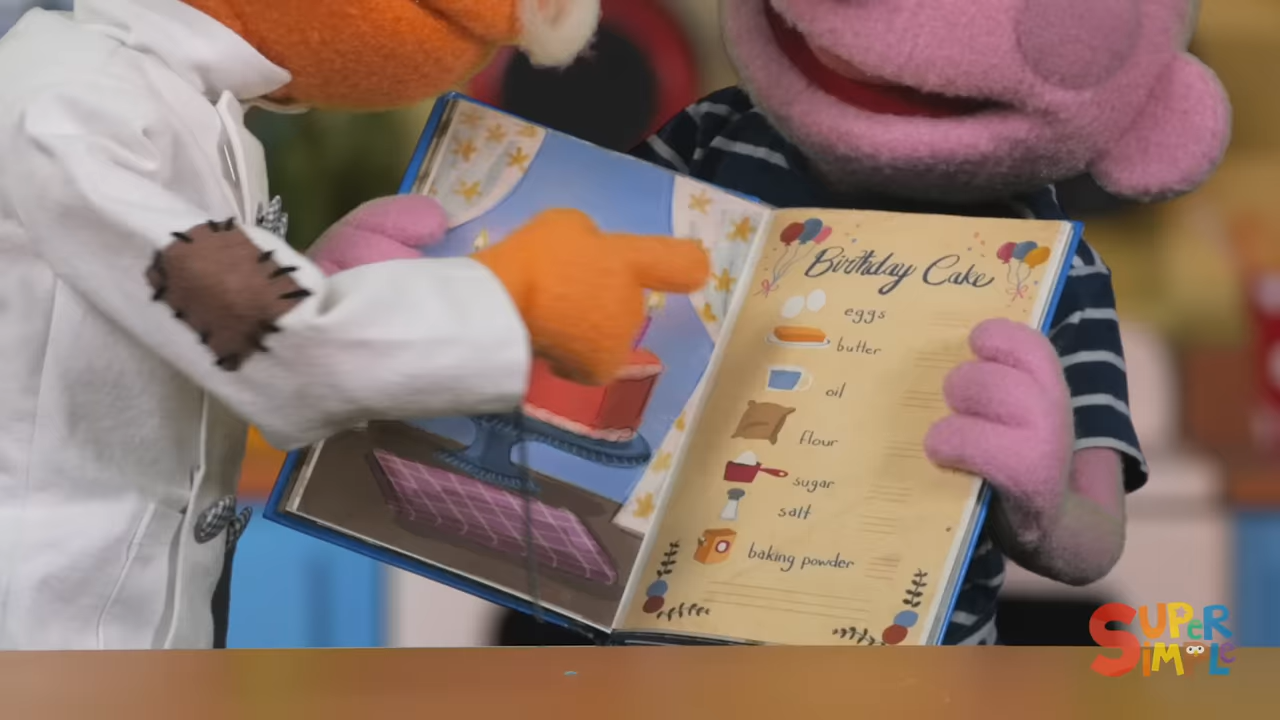 Birthday Cake
eggs
butter
oil
flour
sugar
salt
baking powder
SUPER
SIMPLE